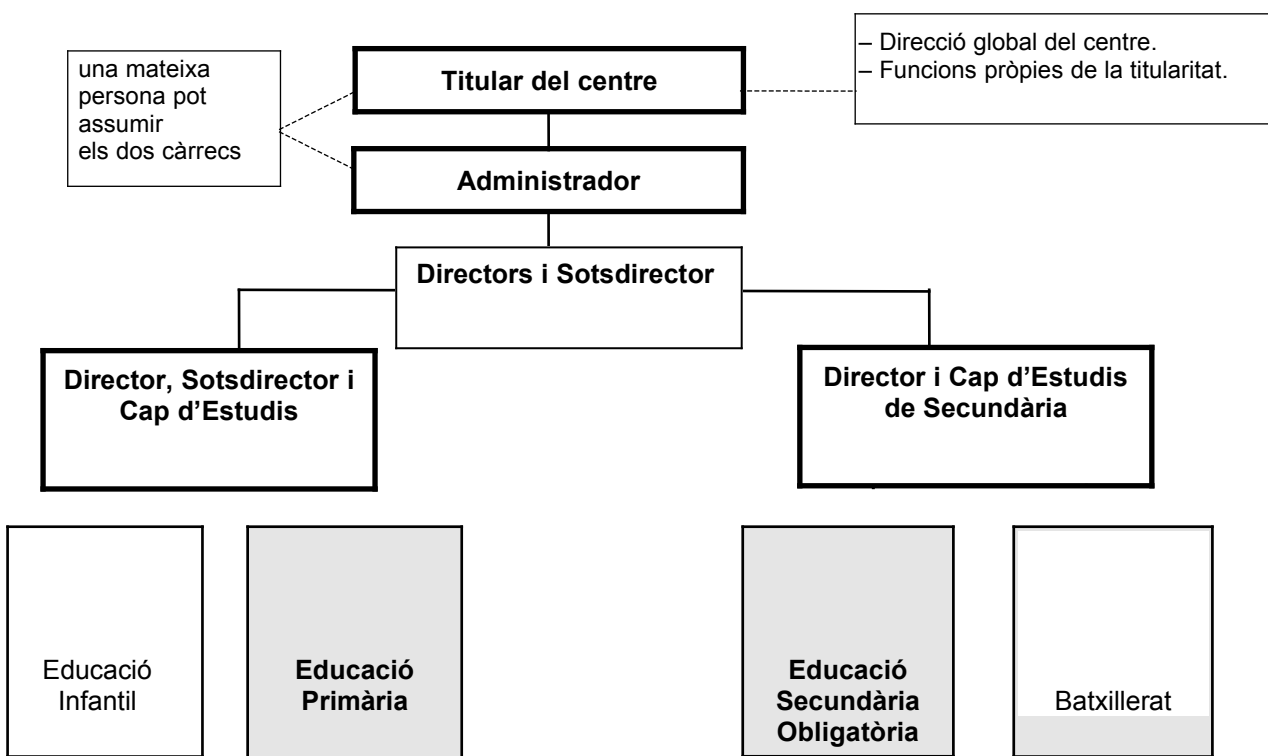 una mateixa
persona pot
assumir
els dos càrrecs
Titular del centre
– Direcció global del centre.
– Funcions pròpies de la titularitat.
Administrador
Directors i Sotsdirector
Director, Sotsdirector i
Cap d’Estudis
Director i Cap d’Estudis
de Secundària
Educació
Infantil
Educació
Primària
Educació
Secundària
Obligatòria
Batxillerat